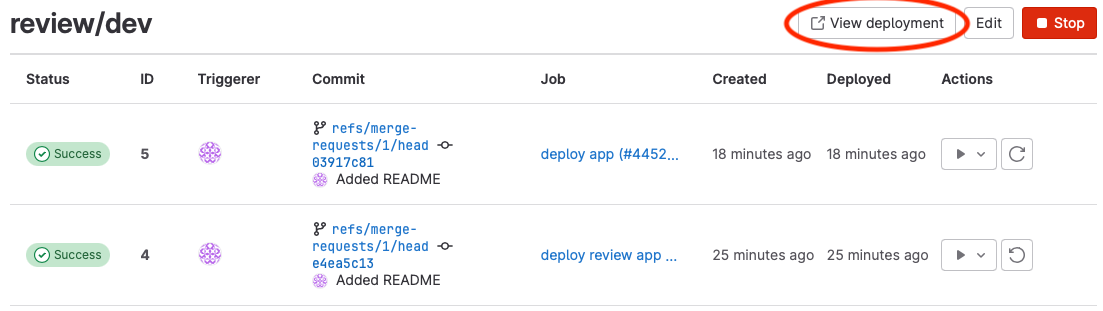 review/dev
View deployment
Edit
Stop
Status
ID
Triggerer
Commit
Job
Created
Deployed
Actions
Success
5
refs/merge-
requests/1/head
03917c81
Added README
deploy app (#4452...
18 minutes ago
18 minutes ago
Success
4
refs/merge-
requests/1/head
e4ea5c13
Added README
deploy review app ...
25 minutes ago
25 minutes ago